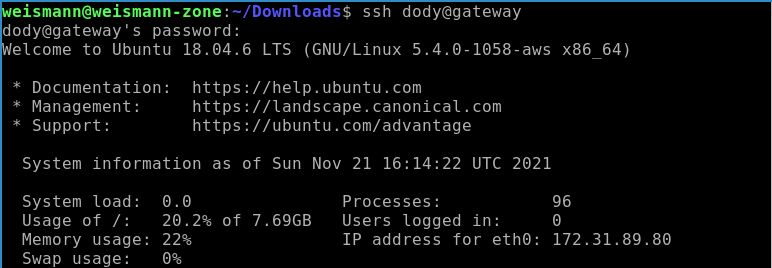 weismann@weismann-zone:~/Downloads$ ssh dody@gateway
dody@gateway's password:
Welcome to Ubuntu 18.04.6 LTS (GNU/Linux 5.4.0-1058-aws x86_64)
* Documentation:  https://help.ubuntu.com
* Management:     https://landscape.canonical.com
* Support:        https://ubuntu.com/advantage
System information as of Sun Nov 21 16:14:22 UTC 2021
System load:  0.0               Processes:           96
Usage of /:   20.2% of 7.69GB   Users logged in:     0
Memory usage: 22%               IP address for eth0: 172.31.89.80
Swap usage:   0%